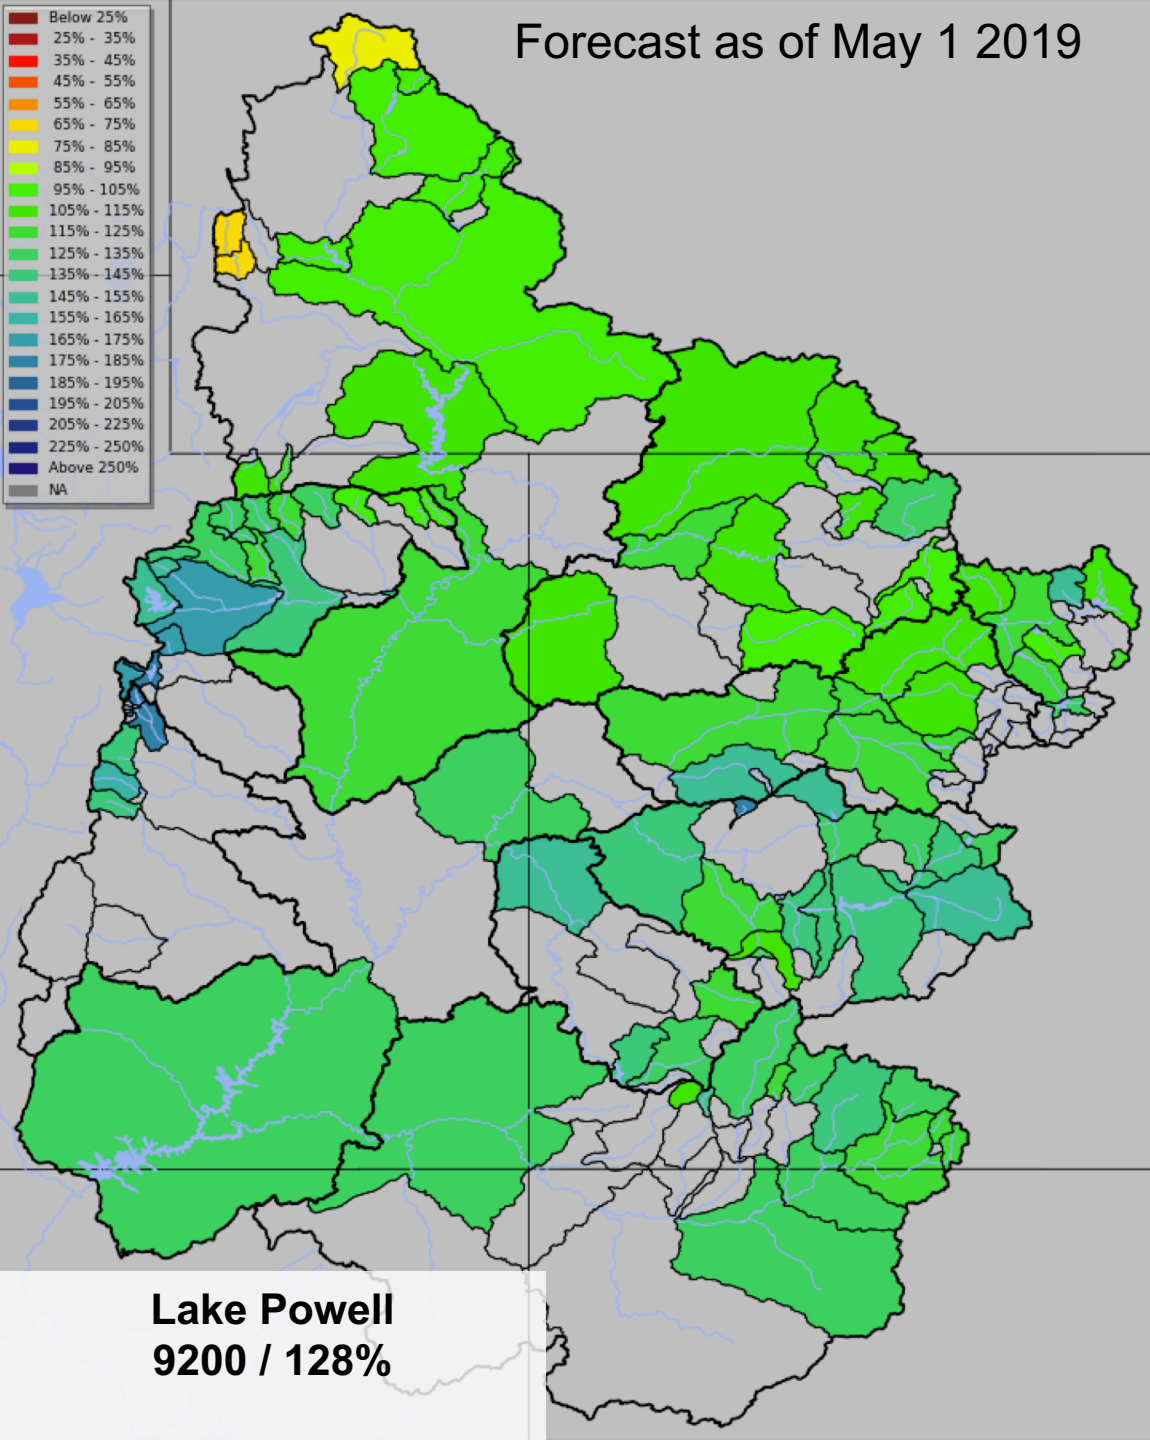 Forecast as of May 1 2019
Below 25%
25% - 35%
35% - 45%
45% - 55%
55% - 65%
65% - 75%
75% - 85%
85% - 95%
95% - 105%
105% - 115%
115% - 125%
125% - 135%
135% - 145%
145% - 155%
155% - 165%
165% - 175%
175% - 185%
185% - 195%
195% - 205%
205% - 225%
225% - 250%
Above 250%
NA
Lake Powell
9200 / 128%